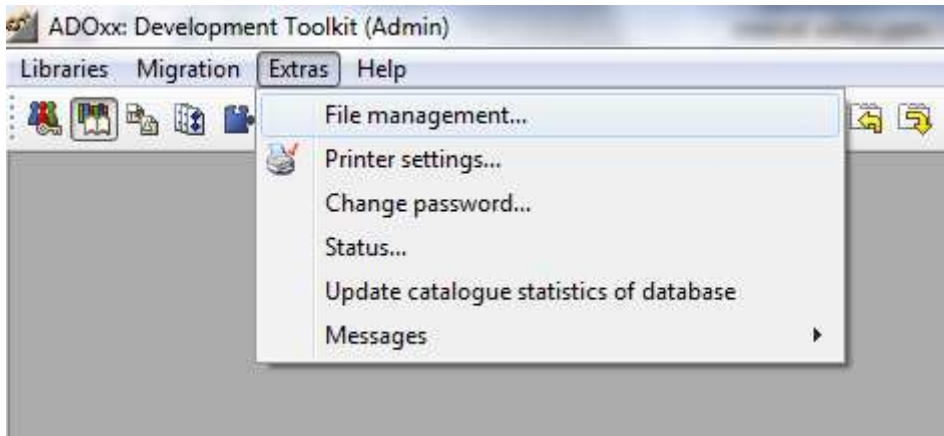 ADOxx: Development Toolkit (Admin)
Libraries Migration Extras Help
File management...
Printer settings...
Change password...
Status...
Update catalogue statistics of database
Messages